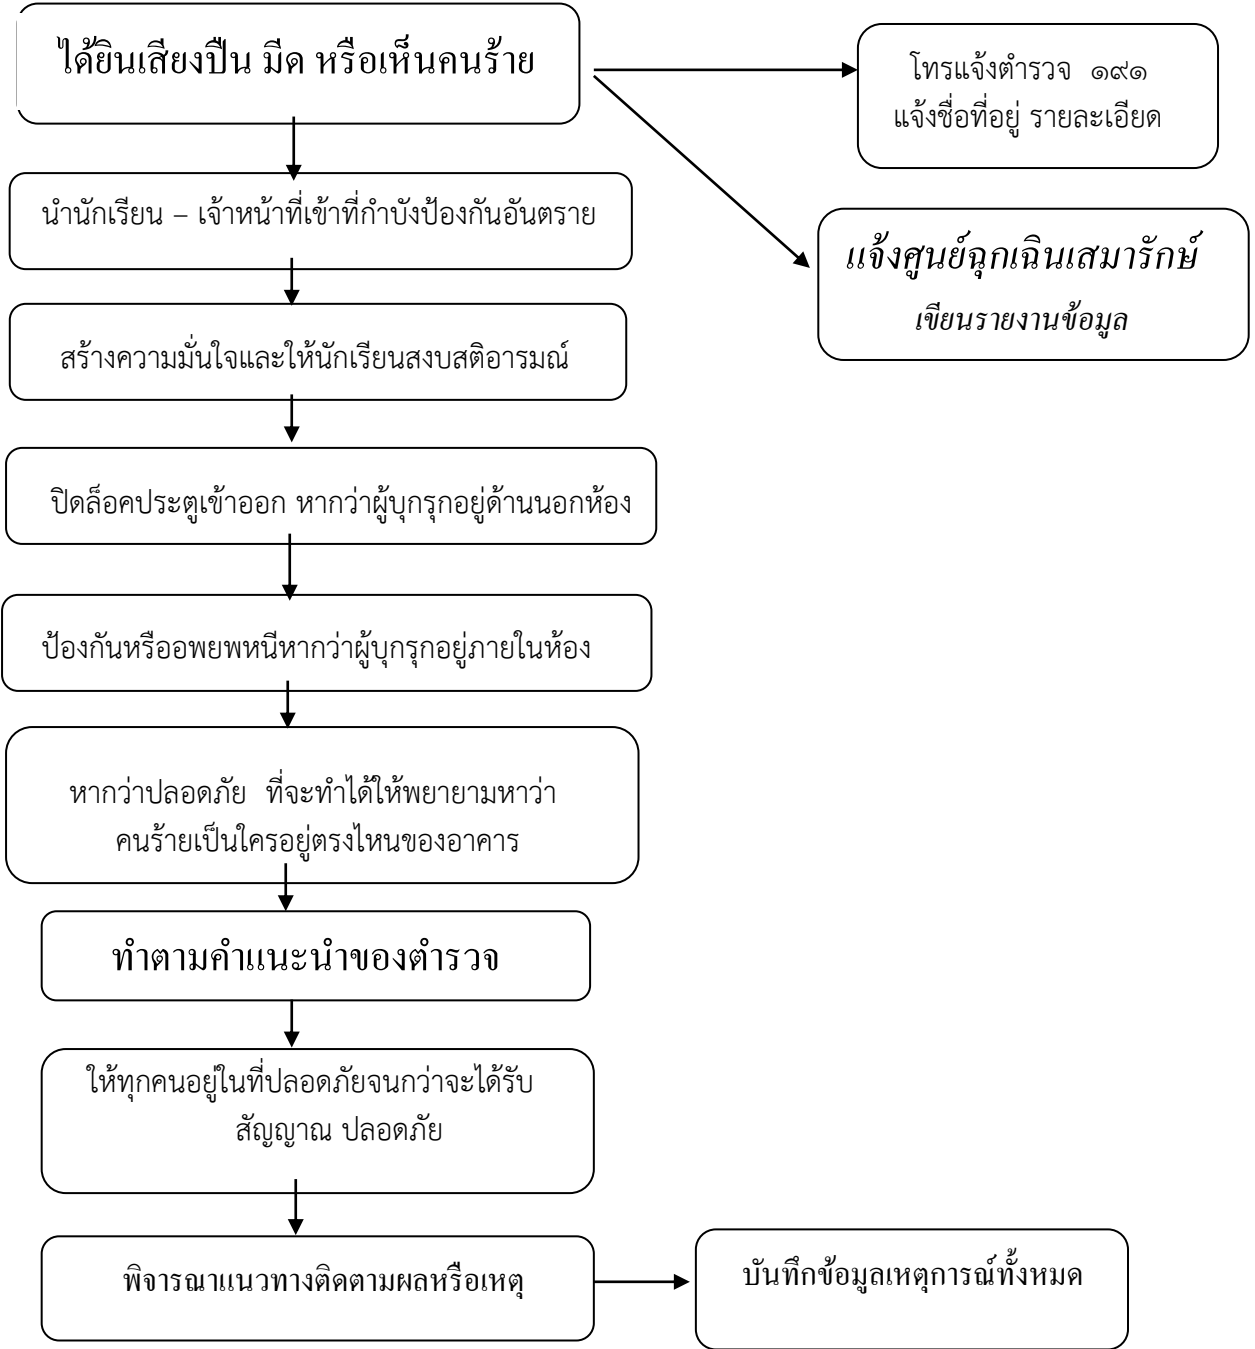 ได้ยินเสียงปืน มีด หรือเห็นคนร้าย
โทรแจ้งตำรวจ ๑๙๑
แจ้งชื่อที่อยู่ รายละเอียด
นำนักเรียน – เจ้าหน้าที่เข้าที่กำบังป้องกันอันตราย
แจ้งศูนย์ฉุกเฉินเสมารักษ์
เขียนรายงานข้อมูล
สร้างความมั่นใจและให้นักเรียนสงบสติอารมณ์
ปิดล็อคประตูเข้าออก หากว่าผู้บุกรุกอยู่ด้านนอกห้อง
ป้องกันหรืออพยพหนีหากว่าผู้บุกรุกอยู่ภายในห้อง
หากว่าปลอดภัย ที่จะทำได้ให้พยายามหาว่า
คนร้ายเป็นใครอยู่ตรงไหนของอาคาร
ทำตามคำแนะนำของตำรวจ
ให้ทุกคนอยู่ในที่ปลอดภัยจนกว่าจะได้รับ
สัญญาณ ปลอดภัย
พิจารณาแนวทางติดตามผลหรือเหตุ
บันทึกข้อมูลเหตุการณ์ทั้งหมด